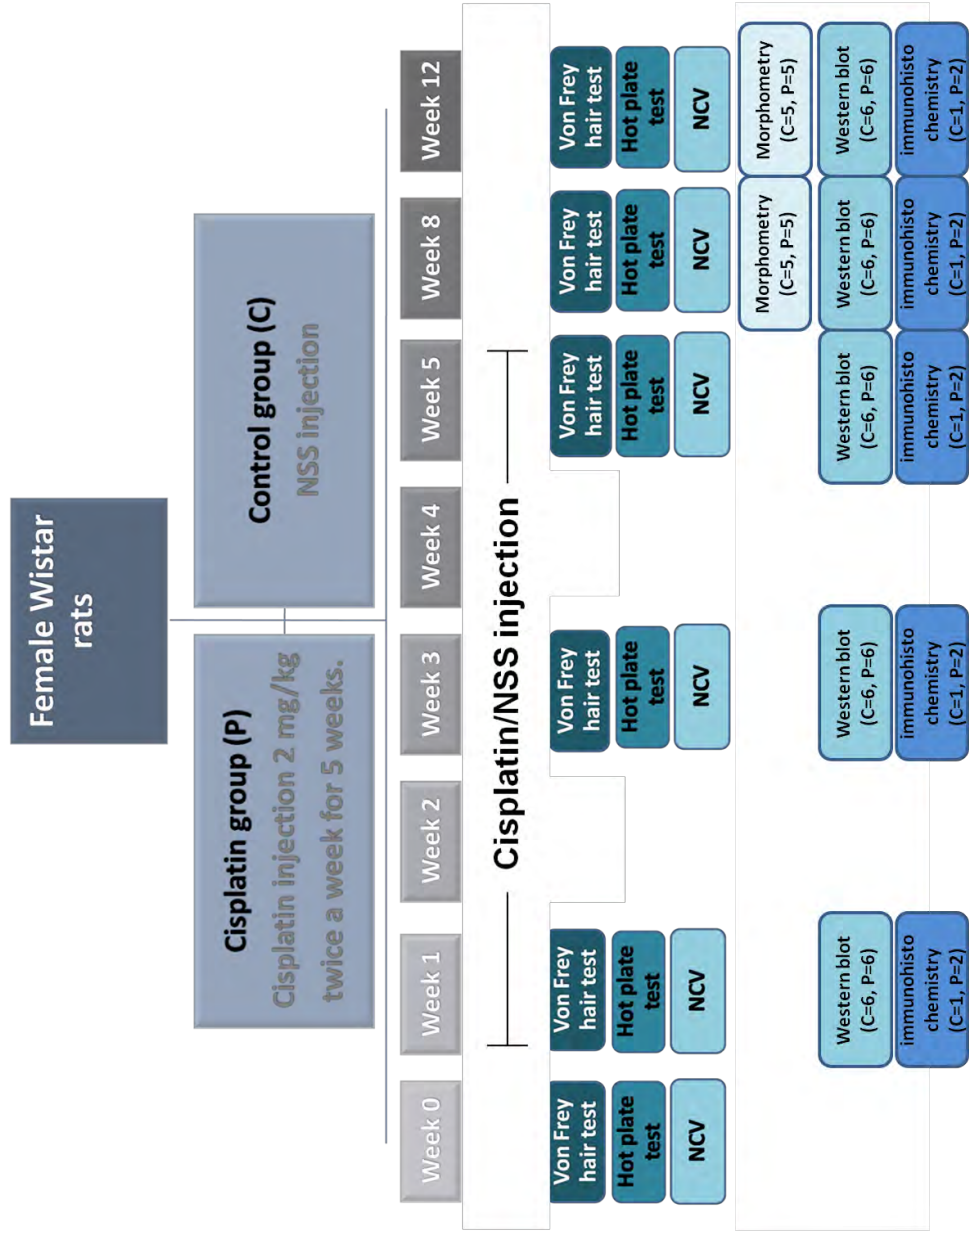 Female Wistar
rats
Cisplatin group (P)
Cisplatin injection 2 mg/kg
twice a week for 5 weeks.
Control group (C)
NSS injection
Week 0
Week 1
Week 2
Week 3
Week 4
Week 5
Week 8
Week 12
Cisplatin/NSS injection
Von Frey
hair test
Von Frey
hair test
Von Frey
hair test
Von Frey
hair test
Von Frey
hair test
Von Frey
hair test
Hot plate
test
Hot plate
test
Hot plate
test
Hot plate
test
Hot plate
test
Hot plate
test
NCV
NCV
NCV
NCV
NCV
NCV
Morphometry
(C=5, P=5)
Morphometry
(C=5, P=5)
Western blot
(C=6, P=6)
Western blot
(C=6, P=6)
Western blot
(C=6, P=6)
Western blot
(C=6, P=6)
Western blot
(C=6, P=6)
immunohisto
chemistry
(C=1, P=2)
immunohisto
chemistry
(C=1, P=2)
immunohisto
chemistry
(C=1, P=2)
immunohisto
chemistry
(C=1, P=2)
immunohisto
chemistry
(C=1, P=2)